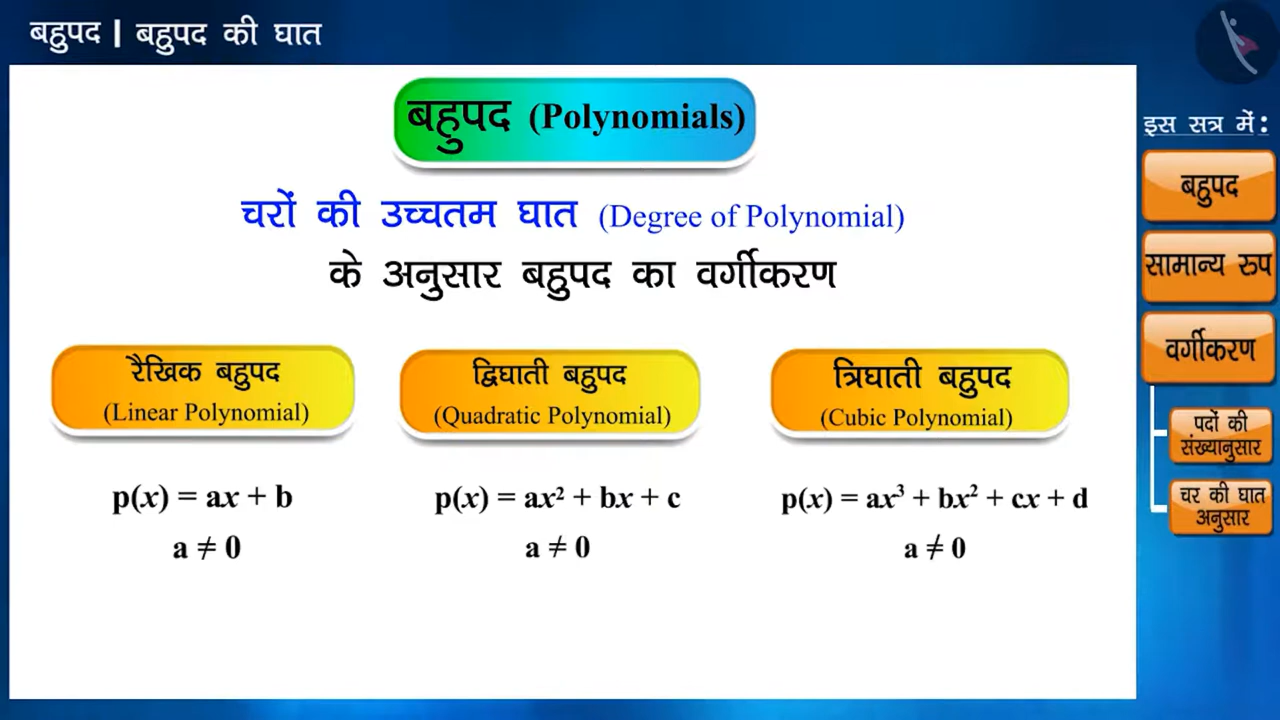 बहुपद | बहुपद की घात
बहुपद (Polynomials)
चरों की उच्चतम घात (Degree of Polynomial)
के अनुसार बहुपद का वर्गीकरण
रैखिक बहुपद
(Linear Polynomial)
p(x) = ax + b
a ≠ 0
द्विघाती बहुपद
(Quadratic Polynomial)
p(x) = ax² + bx + c
a ≠ 0
त्रिघाती बहुपद
(Cubic Polynomial)
p(x) = ax³ + bx² + cx + d
a ≠ 0
इस सत्र में:
बहुपद
सामान्य रुप
वर्गीकरण
पदों की
संख्यानुसार
चर की घात
अनुसार